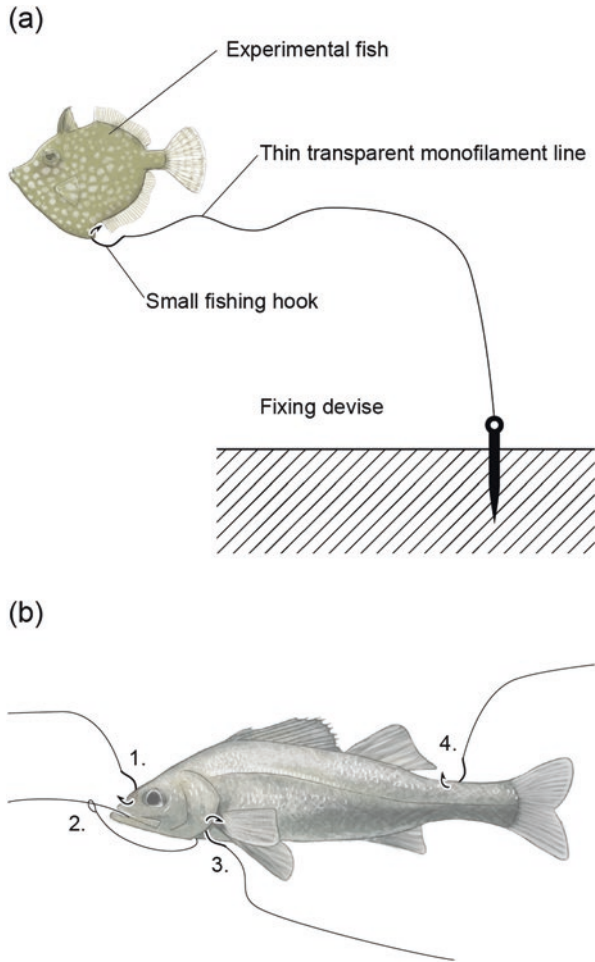 (a)
Experimental fish
Thin transparent monofilament line
Small fishing hook
Fixing devise
(b)
1.
4.
2.
3.